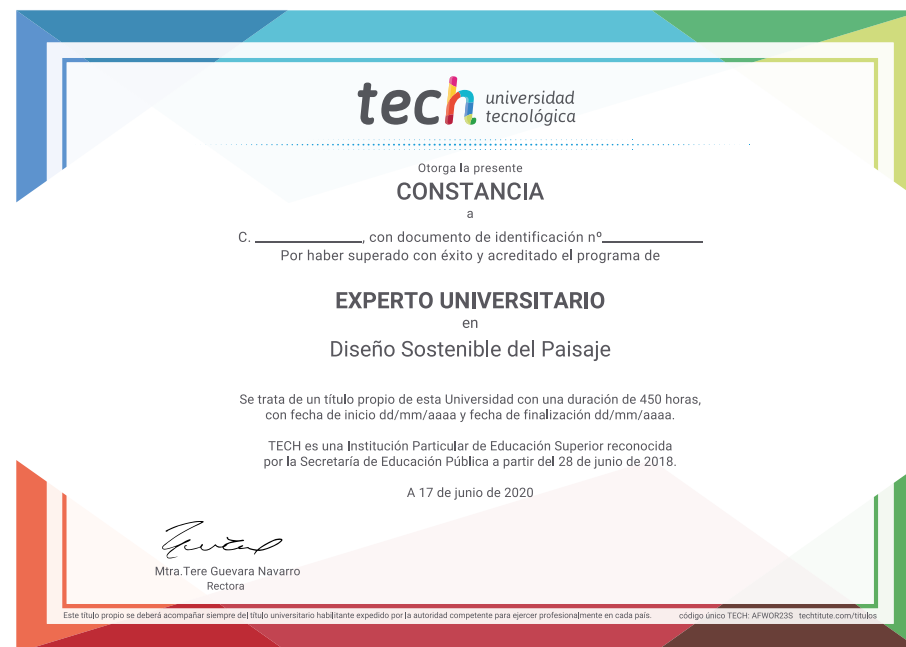 tech universidad
tecnológica
Otorga la presente
CONSTANCIA
a
C. ____________, con documento de identificación nº____________
Por haber superado con éxito y acreditado el programa de
EXPERTO UNIVERSITARIO
en
Diseño Sostenible del Paisaje
Se trata de un título propio de esta Universidad con una duración de 450 horas,
con fecha de inicio dd/mm/aaaa y fecha de finalización dd/mm/aaaa.
TECH es una Institución Particular de Educación Superior reconocida
por la Secretaría de Educación Pública a partir del 28 de junio de 2018.
A 17 de junio de 2020
Mtra.Tere Guevara Navarro
Rectora
Este título propio se deberá acompañar siempre del título universitario habilitante expedido por la autoridad competente para ejercer profesionalmente en cada país. código único TECH: AFWOR23S techtitute.com/titulos